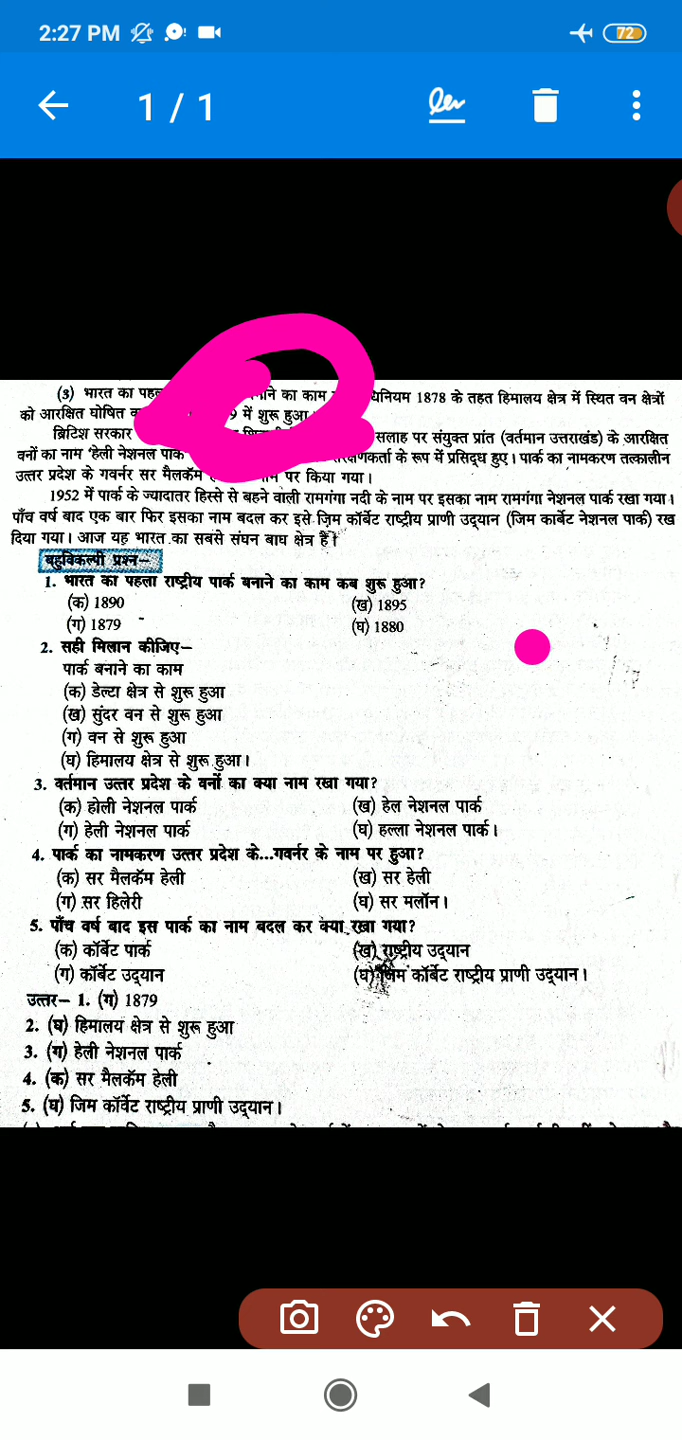 2:27 PM
72
1 / 1
(3) भारत का का काम 1878 के तहत हिमालय क्षेत्र में स्थित वन क्षेत्रों
को आरक्षित घोषित में शुरू हुआ
ब्रिटिश सरकार सलाह पर संयुक्त प्रांत (वर्तमान उत्तराखंड) के आरक्षित
वनों का नाम 'हेली नेशनल के रूप में प्रसिद्ध हुए। पार्क का नामकरण तत्कालीन
उत्तर प्रदेश के गवर्नर सर मैलकॅम पर किया गया।
1952 में पार्क के ज्यादातर हिस्से से बहने वाली रामगंगा नदी के नाम पर इसका नाम रामगंगा नेशनल पार्क रखा गया।
पाँच वर्ष बाद एक बार फिर इसका नाम बदल कर इसे जिम कॉर्बेट राष्ट्रीय प्राणी उद्यान (जिम कार्बेट नेशनल पार्क) रख
दिया गया। आज यह भारत का सबसे संघन बाघ क्षेत्र है।
बहुविकल्पी प्रश्न–
1. भारत का पहला राष्ट्रीय पार्क बनाने का काम कब शुरू हुआ?
(क) 1890 (ख) 1895
(ग) 1879 (घ) 1880
2. सही मिलान कीजिए–
पार्क बनाने का काम
(क) डेल्टा क्षेत्र से शुरू हुआ
(ख) सुंदर वन से शुरू हुआ
(ग) वन से शुरू हुआ
(घ) हिमालय क्षेत्र से शुरू हुआ।
3. वर्तमान उत्तर प्रदेश के वनों का क्या नाम रखा गया?
(क) होली नेशनल पार्क (ख) हेल नेशनल पार्क
(ग) हेली नेशनल पार्क (घ) हल्ला नेशनल पार्क।
4. पार्क का नामकरण उत्तर प्रदेश के...गवर्नर के नाम पर हुआ?
(क) सर मैलकॅम हेली (ख) सर हेली
(ग) सर हिलेरी (घ) सर मलॉन।
5. पाँच वर्ष बाद इस पार्क का नाम बदल कर क्या रखा गया?
(क) कॉर्बेट पार्क (ख) राष्ट्रीय उद्यान
(ग) कॉर्बेट उद्यान (घ) जिम कॉर्बेट राष्ट्रीय प्राणी उद्यान।
उत्तर– 1. (ग) 1879
2. (घ) हिमालय क्षेत्र से शुरू हुआ
3. (ग) हेली नेशनल पार्क
4. (क) सर मैलकॅम हेली
5. (घ) जिम कॉर्वेट राष्ट्रीय प्राणी उद्यान।